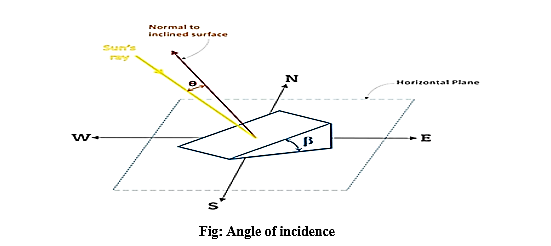 Normal to
inclined surface
Sun's
ray
θ
N
Horizontal Plane
W
E
β
S
Fig: Angle of incidence